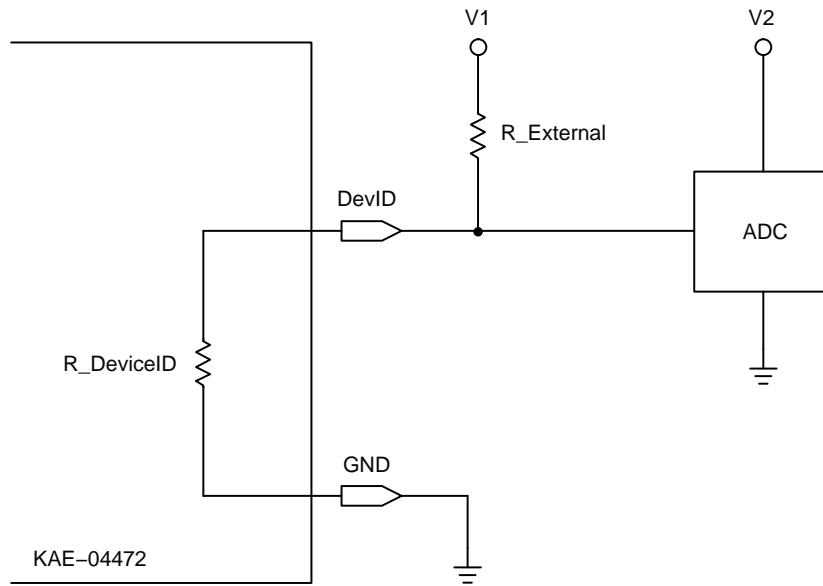 V1
V2
R_External
DevID
ADC
R_DeviceID
GND
KAE–04472